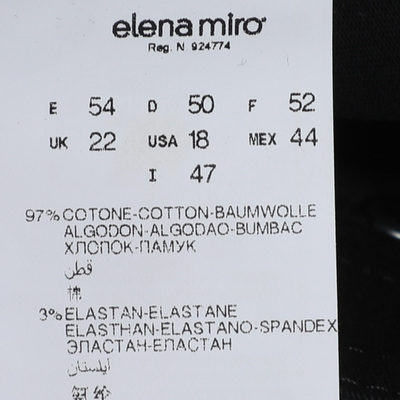 elena miro
Reg. N 924774
E 54 D 50 F 52
UK 22 USA 18 MEX 44
I 47
97% COTONE-COTTON-BAUMWOLLE
ALGODON-ALGODAO-BUMBAC
ХЛОПОК-ПАМУК
قطن
棉
3% ELASTAN-ELASTANE
ELASTHAN-ELASTANO-SPANDEX
ЭЛАСТАН-ЕЛАСТАН
أيلستان